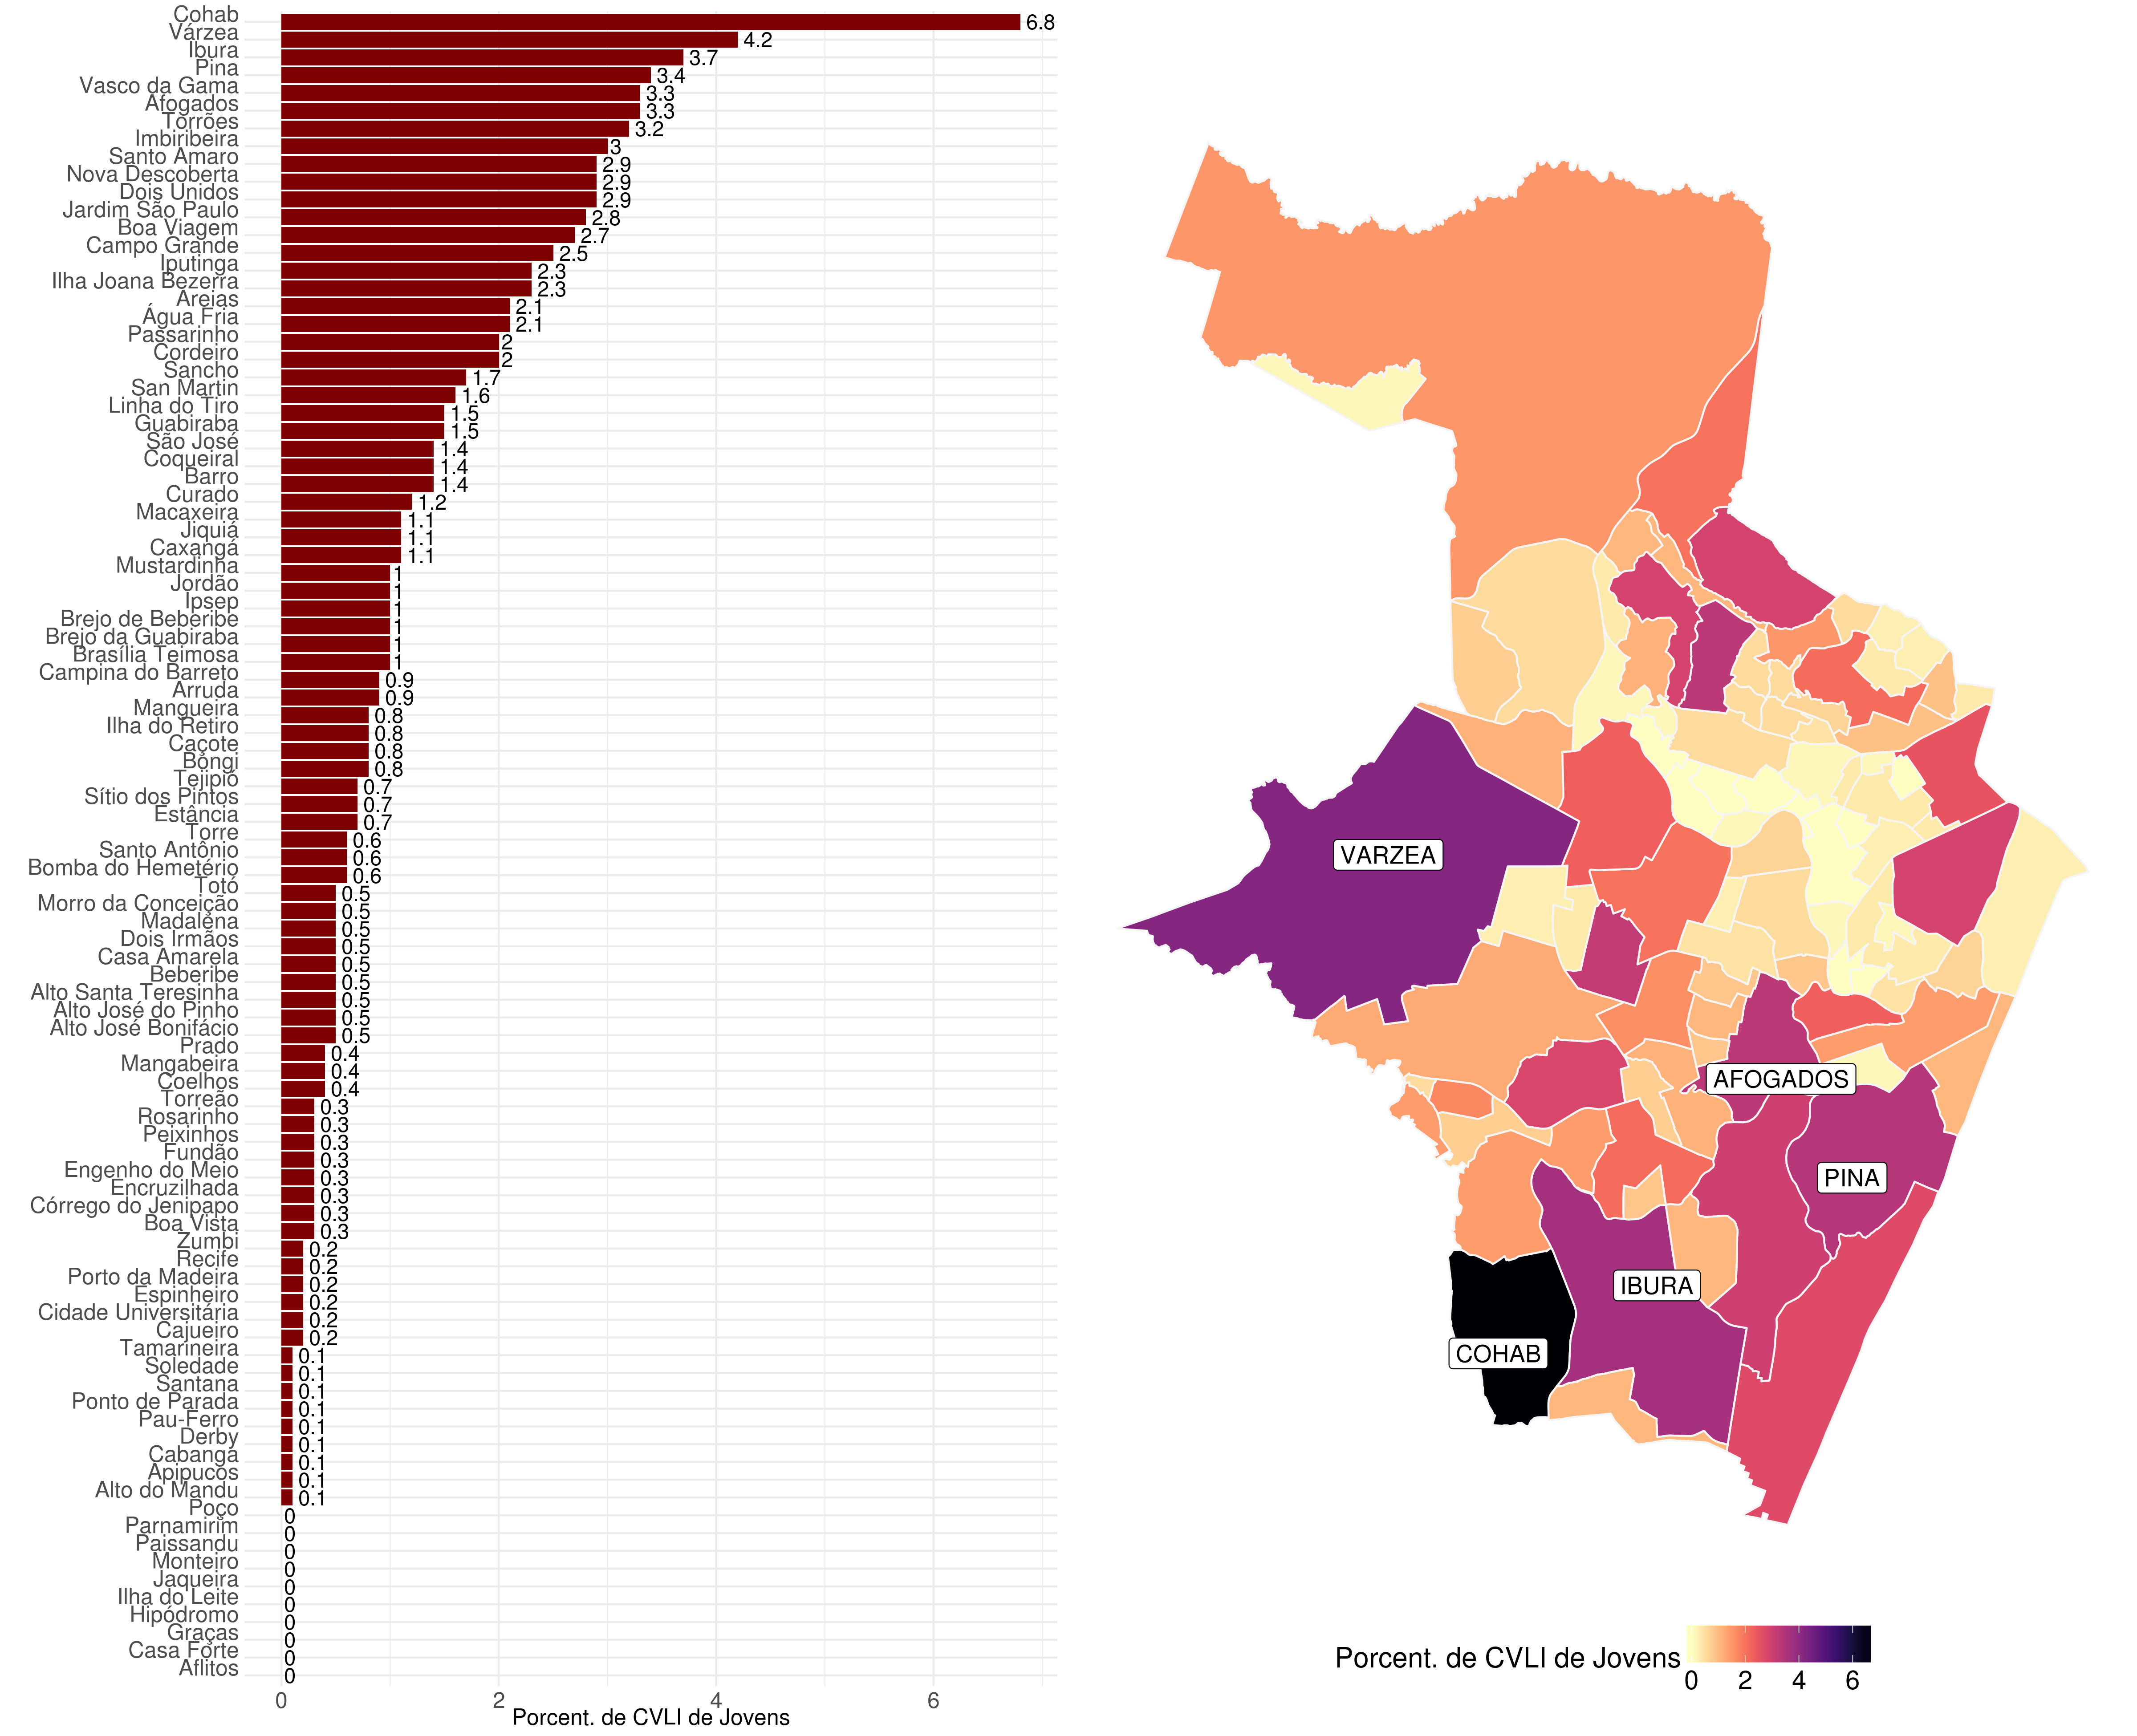 Cohab 6.8
Várzea 4.2
Ibura 3.7
Pina 3.4
Vasco da Gama 3.3
Afogados 3.3
Torrões 3.2
Imbiribeira 3
Santo Amaro 2.9
Nova Descoberta 2.9
Dois Unidos 2.9
Jardim São Paulo 2.8
Boa Viagem 2.7
Campo Grande 2.5
Iputinga 2.3
Ilha Joana Bezerra 2.3
Areias 2.1
Água Fria 2.1
Passarinho 2
Cordeiro 2
Sancho 1.7
San Martin 1.6
Linha do Tiro 1.5
Guabiraba 1.5
São José 1.4
Coqueiral 1.4
Barro 1.4
Curado 1.2
Macaxeira 1.1
Jiquiá 1.1
Caxangá 1.1
Mustardinha 1
Jordão 1
Ipsep 1
Brejo de Beberibe 1
Brejo da Guabiraba 1
Brasília Teimosa 1
Campina do Barreto 0.9
Arruda 0.9
Mangueira 0.8
Ilha do Retiro 0.8
Caçote 0.8
Bongi 0.8
Tejipió 0.7
Sítio dos Pintos 0.7
Estância 0.7
Torre 0.6
Santo Antônio 0.6
Bomba do Hemetério 0.6
Totó 0.5
Morro da Conceição 0.5
Madalena 0.5
Dois Irmãos 0.5
Casa Amarela 0.5
Beberibe 0.5
Alto Santa Teresinha 0.5
Alto José do Pinho 0.5
Alto José Bonifácio 0.5
Prado 0.4
Mangabeira 0.4
Coelhos 0.4
Torreão 0.3
Rosarinho 0.3
Peixinhos 0.3
Fundão 0.3
Engenho do Meio 0.3
Encruzilhada 0.3
Córrego do Jenipapo 0.3
Boa Vista 0.3
Zumbi 0.2
Recife 0.2
Porto da Madeira 0.2
Espinheiro 0.2
Cidade Universitária 0.2
Cajueiro 0.2
Tamarineira 0.1
Soledade 0.1
Santana 0.1
Ponto de Parada 0.1
Pau-Ferro 0.1
Derby 0.1
Cabanga 0.1
Apipucos 0.1
Alto do Mandu 0.1
Poço 0
Parnamirim 0
Paissandu 0
Monteiro 0
Jaqueira 0
Ilha do Leite 0
Hipódromo 0
Graças 0
Casa Forte 0
Aflitos 0
0 2 4 6
Porcent. de CVLI de Jovens
VARZEA
AFOGADOS
PINA
IBURA
COHAB
Porcent. de CVLI de Jovens
0 2 4 6